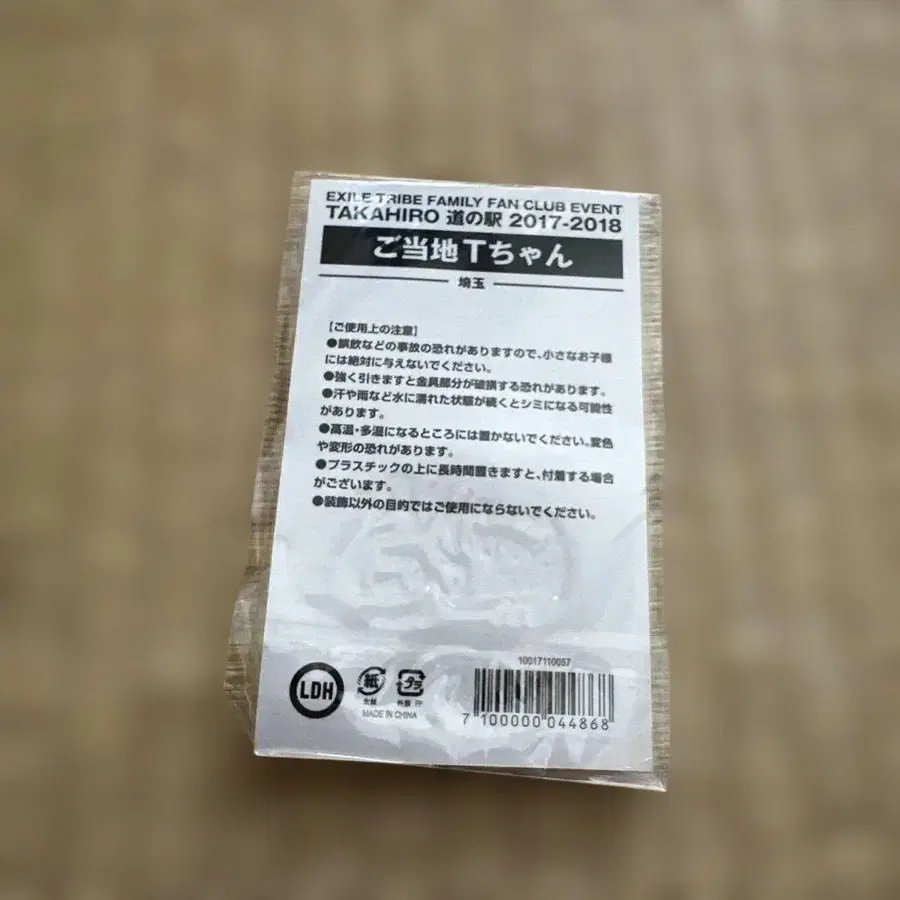 EXILE TRIBE FAMILY FAN CLUB EVENT
TAKAHIRO 道の駅 2017-2018
ご当地Tちゃん
埼玉
【ご使用上の注意】
●誤飲などの事故の恐れがありますので、小さなお子様
には絶対に与えないでください。
●強く引きますと金具部分が破損する恐れがあります。
●汗や雨など水に濡れた状態が続くとシミになる可能性
があります。
●高温・多湿になるところには置かないでください。変色
や変形の恐れがあります。
●プラスチックの上に長時間置きますと、付着する場合
がございます。
●装飾以外の目的ではご使用にならないでください。
10017110057
LDH
紙
プラ
台紙
外装 PP
MADE IN CHINA
7 100000 044868